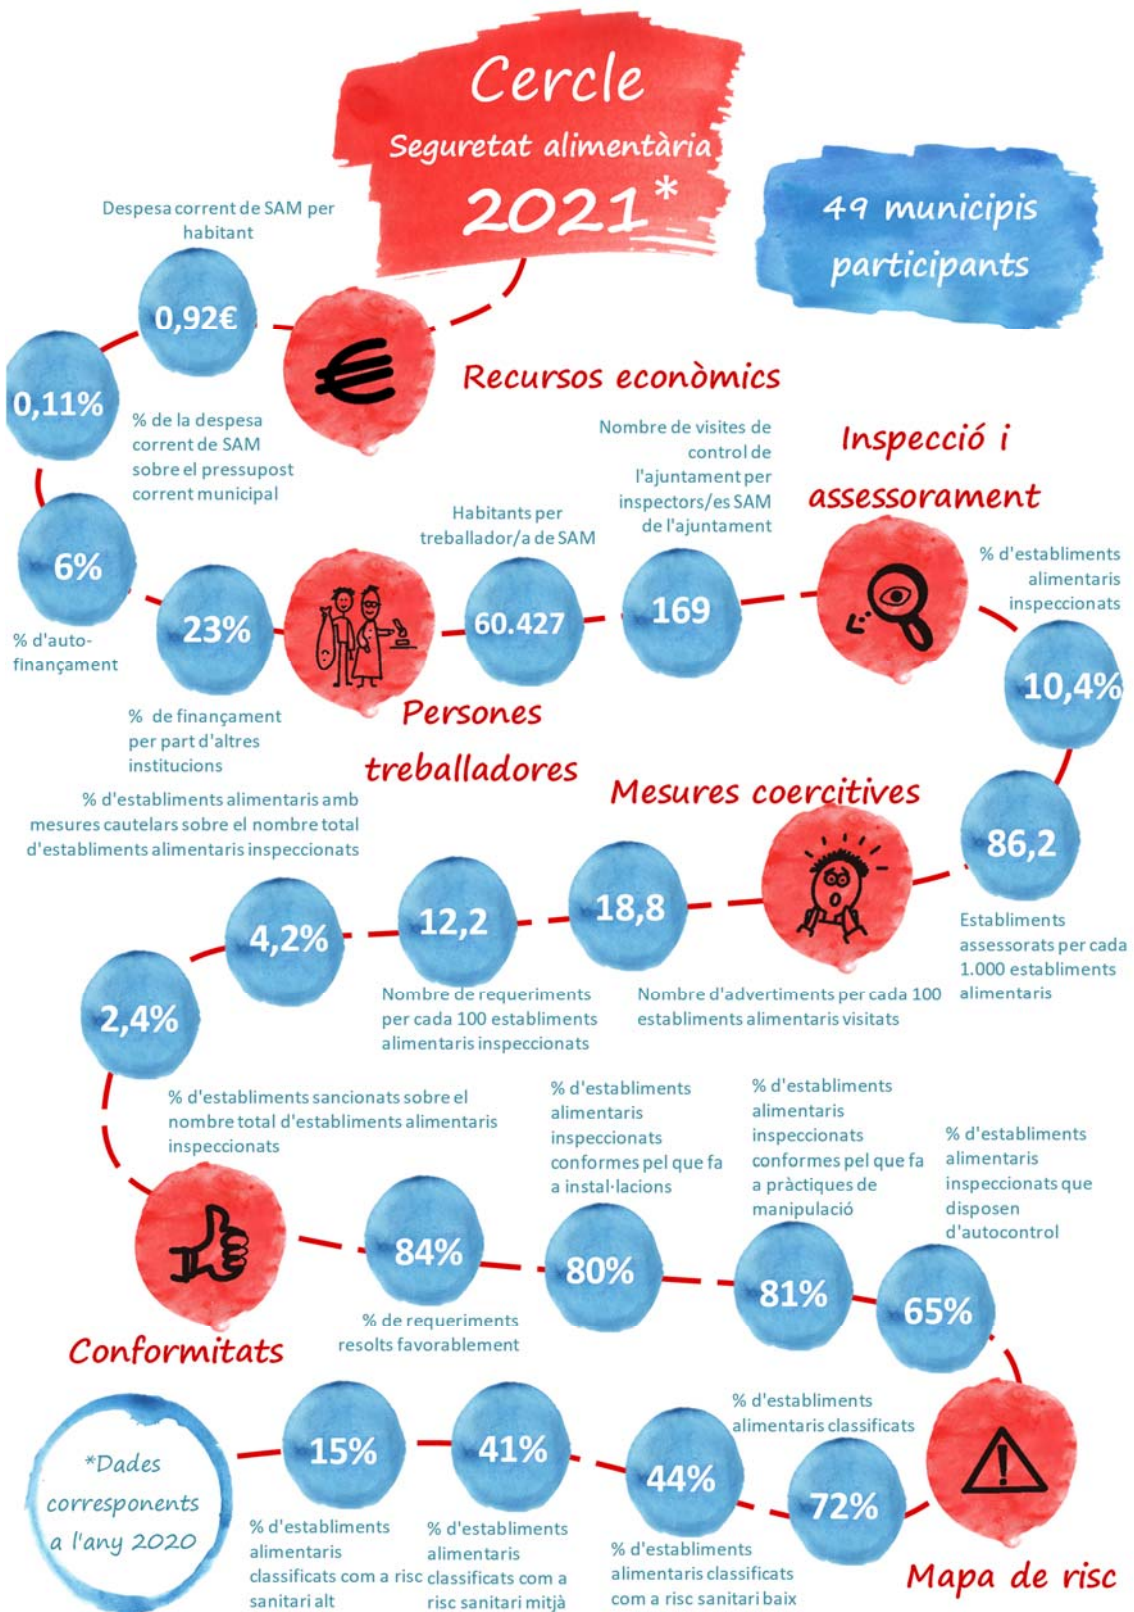 Cercle
Seguretat alimentària
2021*
49 municipis
participants
Despesa corrent de SAM per
habitant
0,92€
Recursos econòmics
0,11%
% de la despesa
corrent de SAM
sobre el pressupost
corrent municipal
6%
% d'auto-
finançament
23%
% de finançament
per part d'altres
institucions
Persones
treballadores
Habitants per
treballador/a de SAM
60.427
Nombre de visites de
control de
l'ajuntament per
inspectors/es SAM
de l'ajuntament
169
Inspecció i
assessorament
% d'establiments
alimentaris
inspeccionats
10,4%
86,2
Establiments
assessorats per cada
1.000 establiments
alimentaris
Mesures coercitives
18,8
Nombre d'advertiments per cada 100
establiments alimentaris visitats
12,2
Nombre de requeriments
per cada 100 establiments
alimentaris inspeccionats
% d'establiments alimentaris amb
mesures cautelars sobre el nombre total
d'establiments alimentaris inspeccionats
4,2%
2,4%
% d'establiments sancionats sobre el
nombre total d'establiments alimentaris
inspeccionats
Conformitats
84%
% de requeriments
resolts favorablement
% d'establiments
alimentaris
inspeccionats
conformes pel que fa
a instal·lacions
80%
% d'establiments
alimentaris
inspeccionats
conformes pel que fa
a pràctiques de
manipulació
81%
% d'establiments
alimentaris
inspeccionats que
disposen
d'autocontrol
65%
Mapa de risc
% d'establiments
alimentaris classificats
72%
44%
% d'establiments
alimentaris classificats
com a risc sanitari baix
41%
% d'establiments
alimentaris
classificats com a
risc sanitari mitjà
15%
% d'establiments
alimentaris
classificats com a risc
sanitari alt
*Dades
corresponents
a l'any 2020